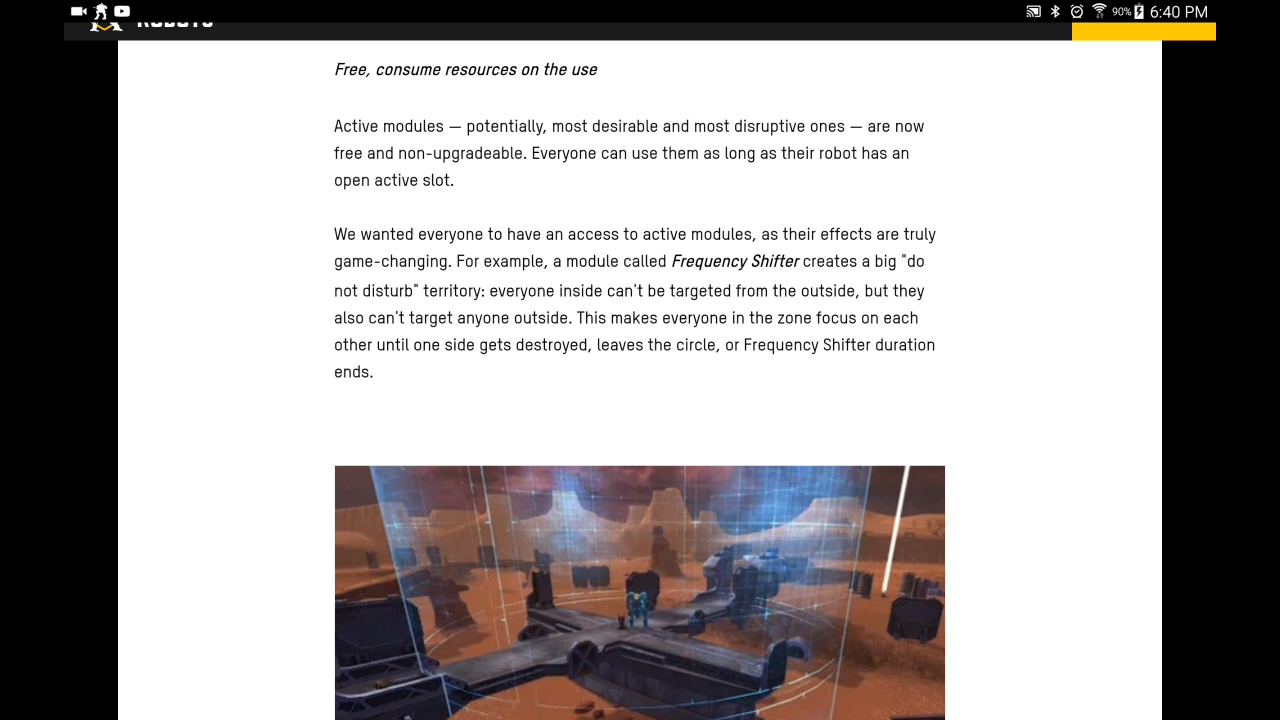 90% 6:40 PM
ROBOTS
Free, consume resources on the use
Active modules — potentially, most desirable and most disruptive ones — are now
free and non-upgradeable. Everyone can use them as long as their robot has an
open active slot.
We wanted everyone to have an access to active modules, as their effects are truly
game-changing. For example, a module called Frequency Shifter creates a big "do
not disturb" territory: everyone inside can't be targeted from the outside, but they
also can't target anyone outside. This makes everyone in the zone focus on each
other until one side gets destroyed, leaves the circle, or Frequency Shifter duration
ends.